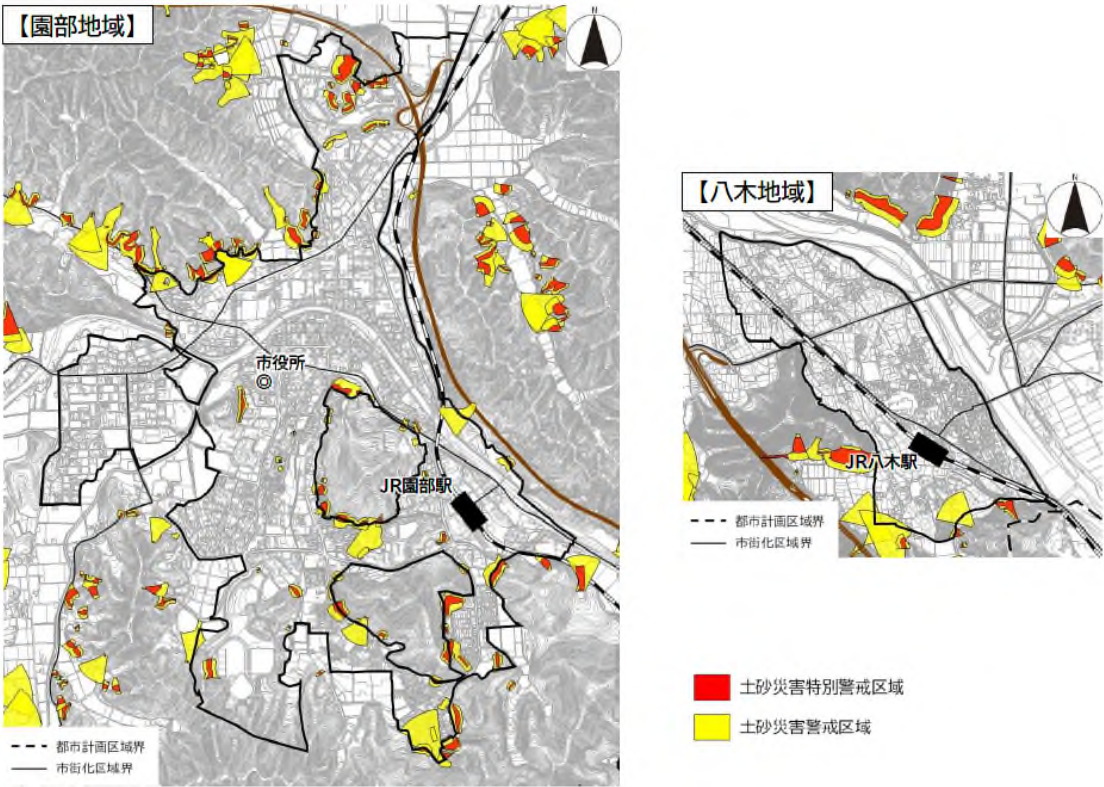 【園部地域】
N
市役所
JR園部駅
都市計画区域界
市街化区域界
【八木地域】
N
JR八木駅
都市計画区域界
市街化区域界
土砂災害特別警戒区域
土砂災害警戒区域